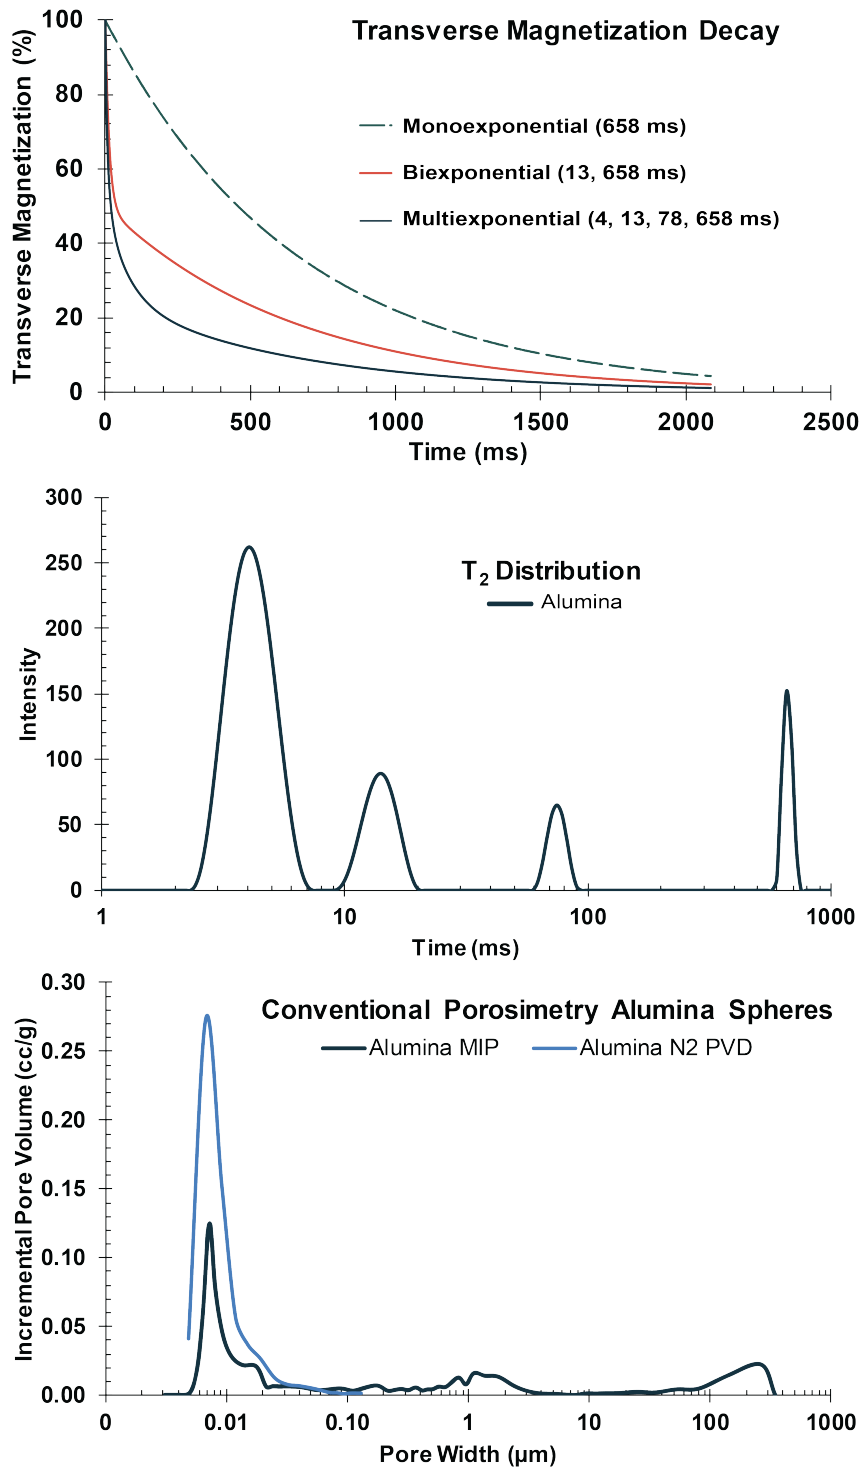 Transverse Magnetization Decay
Transverse Magnetization (%)
100
80
60
40
20
0
Monoexponential (658 ms)
Biexponential (13, 658 ms)
Multiexponential (4, 13, 78, 658 ms)
0 500 1000 1500 2000 2500
Time (ms)
T2 Distribution
Alumina
Intensity
300
250
200
150
100
50
0
1 10 100 1000
Time (ms)
Conventional Porosimetry Alumina Spheres
Alumina MIP Alumina N2 PVD
Incremental Pore Volume (cc/g)
0.30
0.25
0.20
0.15
0.10
0.05
0.00
0 0.01 0.10 1 10 100 1000
Pore Width (µm)